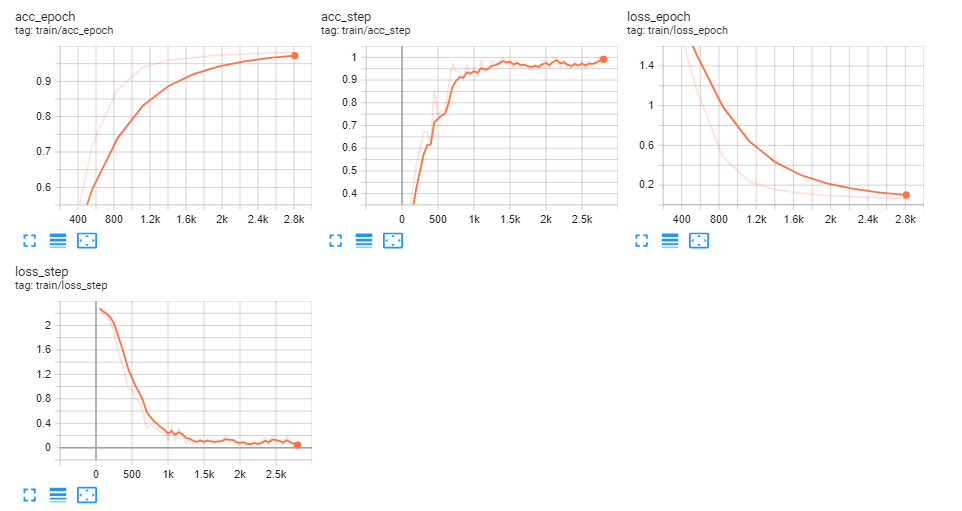 acc_epoch
tag: train/acc_epoch
0.9
0.8
0.7
0.6
400 800 1.2k 1.6k 2k 2.4k 2.8k
acc_step
tag: train/acc_step
1
0.9
0.8
0.7
0.6
0.5
0.4
0 500 1k 1.5k 2k 2.5k
loss_epoch
tag: train/loss_epoch
1.4
1
0.6
0.2
400 800 1.2k 1.6k 2k 2.4k 2.8k
loss_step
tag: train/loss_step
2
1.6
1.2
0.8
0.4
0
0 500 1k 1.5k 2k 2.5k